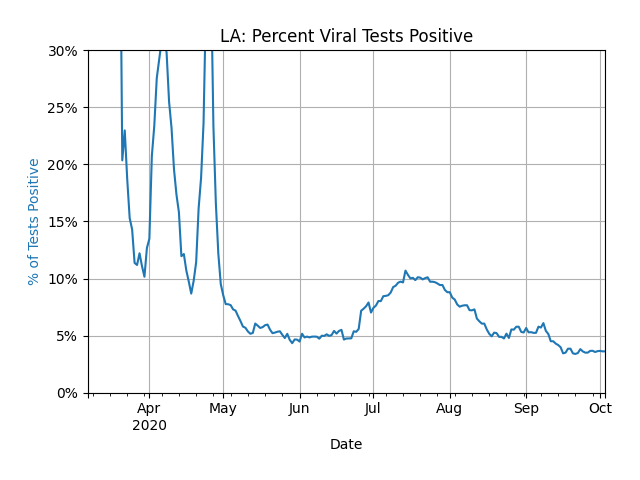 LA: Percent Viral Tests Positive
30%
25%
20%
15%
10%
5%
0%
% of Tests Positive
Apr
2020
May
Jun
Jul
Aug
Sep
Oct
Date